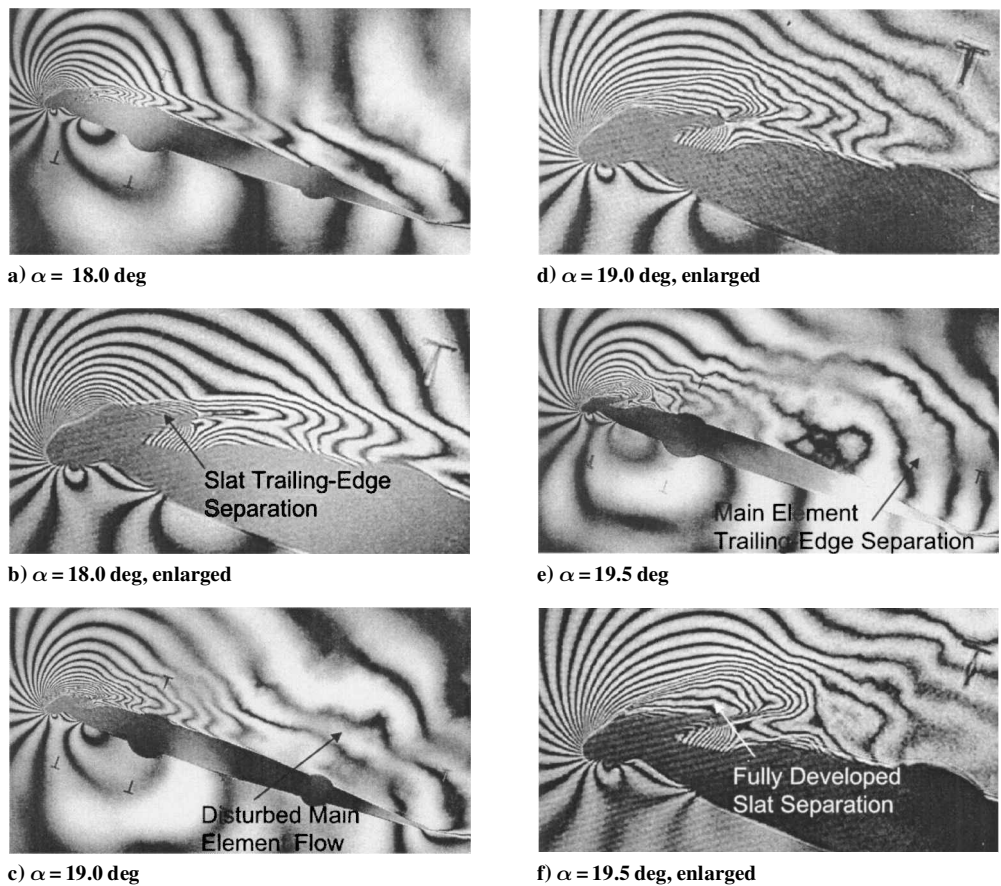 a) α = 18.0 deg
Slat Trailing-Edge
Separation
b) α = 18.0 deg, enlarged
Disturbed Main
Element Flow
c) α = 19.0 deg
d) α = 19.0 deg, enlarged
Main Element
Trailing-Edge Separation
e) α = 19.5 deg
Fully Developed
Slat Separation
f) α = 19.5 deg, enlarged